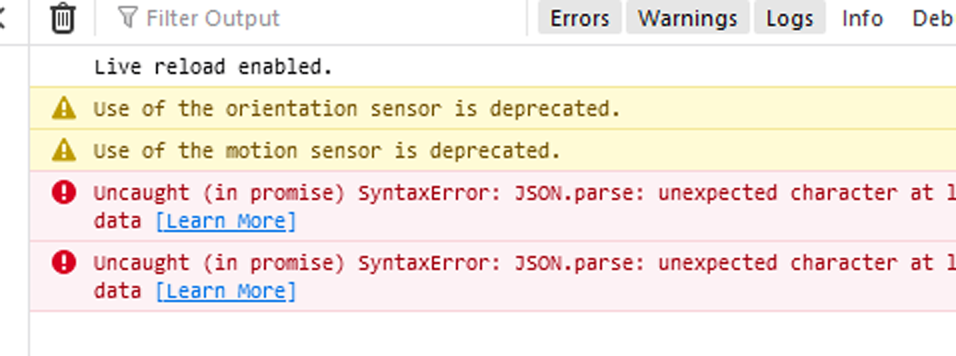 Filter Output
Errors Warnings Logs Info Deb
Live reload enabled.
Use of the orientation sensor is deprecated.
Use of the motion sensor is deprecated.
Uncaught (in promise) SyntaxError: JSON.parse: unexpected character at l
data [Learn More]
Uncaught (in promise) SyntaxError: JSON.parse: unexpected character at l
data [Learn More]